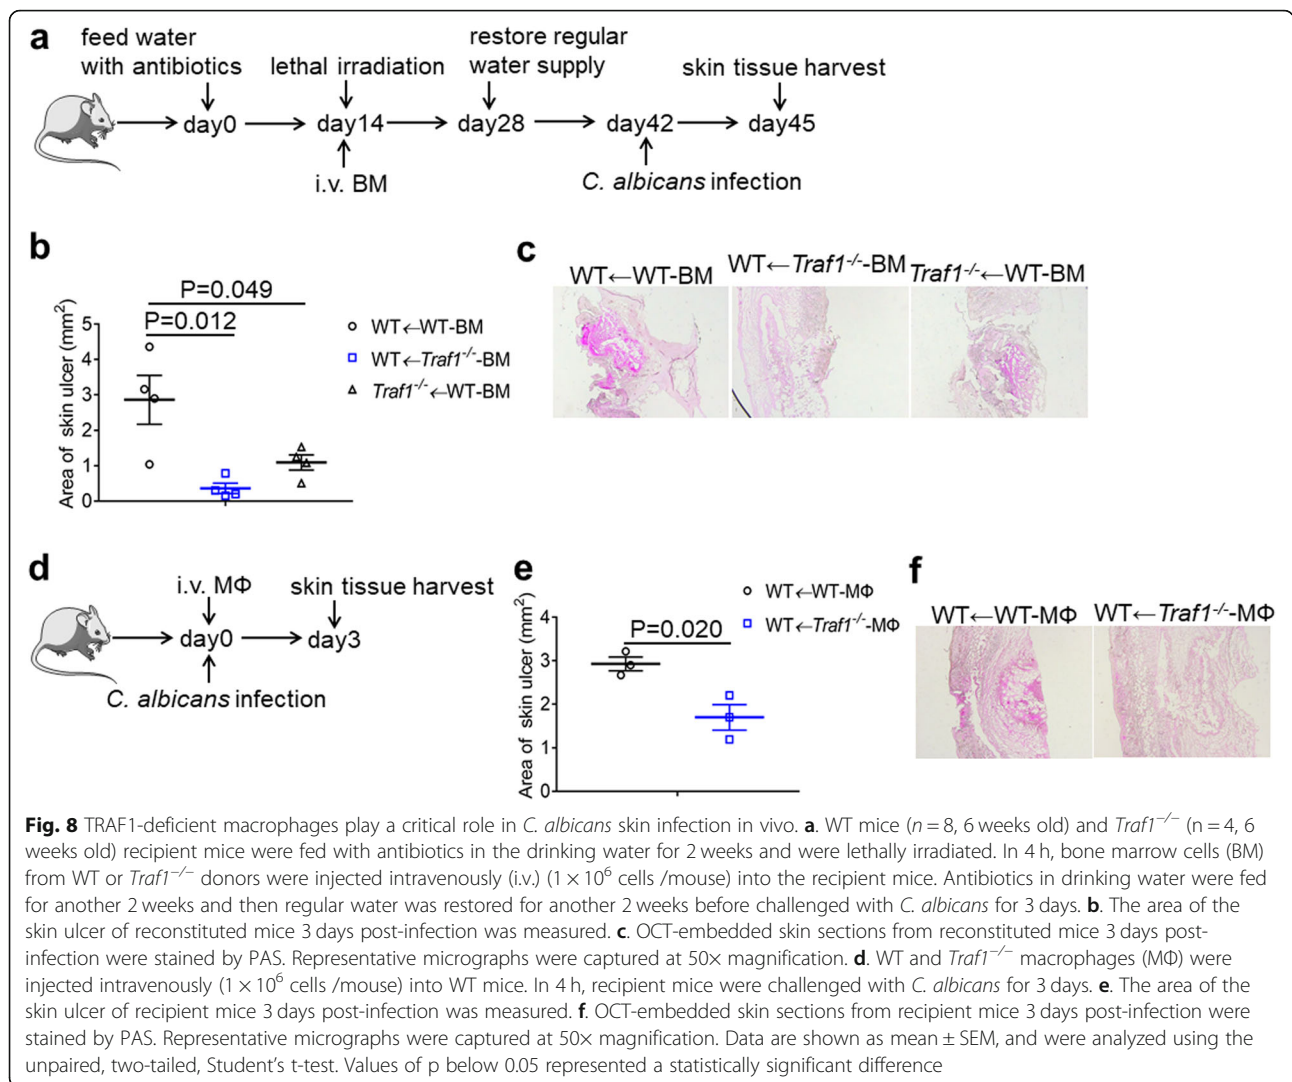 a
feed water
with antibiotics
lethal irradiation
restore regular
water supply
skin tissue harvest
day0
day14
day28
day42
day45
i.v. BM
C. albicans infection
b
P=0.049
P=0.012
Area of skin ulcer (mm²)
5
4
3
2
1
0
WT←WT-BM
WT←Traf1⁻/⁻-BM
Traf1⁻/⁻←WT-BM
c
WT←WT-BM
WT←Traf1⁻/⁻-BM
Traf1⁻/⁻←WT-BM
d
i.v. MΦ
skin tissue harvest
day0
day3
C. albicans infection
e
P=0.020
Area of skin ulcer (mm²)
4
3
2
1
0
WT←WT-MΦ
WT←Traf1⁻/⁻-MΦ
f
WT←WT-MΦ
WT←Traf1⁻/⁻-MΦ
Fig. 8 TRAF1-deficient macrophages play a critical role in C. albicans skin infection in vivo. a. WT mice (n = 8, 6 weeks old) and Traf1⁻/⁻ (n = 4, 6
weeks old) recipient mice were fed with antibiotics in the drinking water for 2 weeks and were lethally irradiated. In 4 h, bone marrow cells (BM)
from WT or Traf1⁻/⁻ donors were injected intravenously (i.v.) (1 × 10⁶ cells /mouse) into the recipient mice. Antibiotics in drinking water were fed
for another 2 weeks and then regular water was restored for another 2 weeks before challenged with C. albicans for 3 days. b. The area of the
skin ulcer of reconstituted mice 3 days post-infection was measured. c. OCT-embedded skin sections from reconstituted mice 3 days post-
infection were stained by PAS. Representative micrographs were captured at 50× magnification. d. WT and Traf1⁻/⁻ macrophages (MΦ) were
injected intravenously (1 × 10⁶ cells /mouse) into WT mice. In 4 h, recipient mice were challenged with C. albicans for 3 days. e. The area of the
skin ulcer of recipient mice 3 days post-infection was measured. f. OCT-embedded skin sections from recipient mice 3 days post-infection were
stained by PAS. Representative micrographs were captured at 50× magnification. Data are shown as mean ± SEM, and were analyzed using the
unpaired, two-tailed, Student's t-test. Values of p below 0.05 represented a statistically significant difference